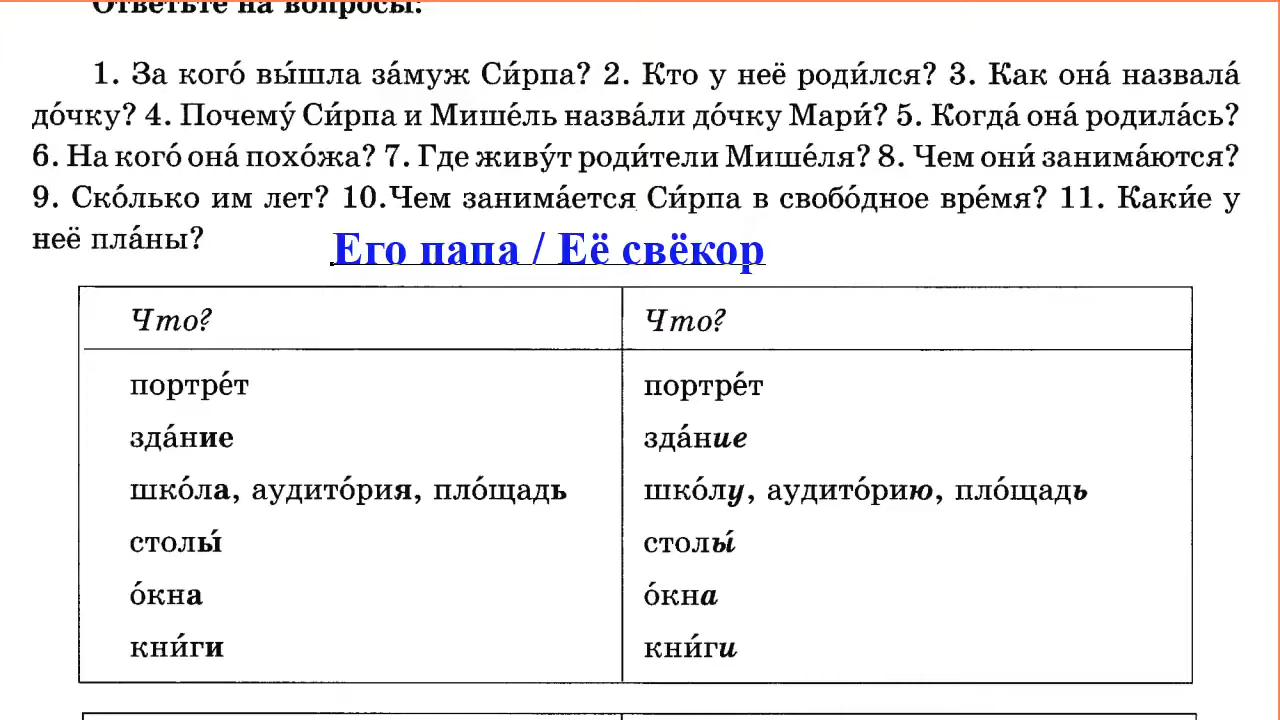 Ответьте на вопросы:
1. За кого́ вы́шла за́муж Си́рпа? 2. Кто у неё роди́лся? 3. Как она́ назвала́
до́чку? 4. Почему́ Си́рпа и Мише́ль назва́ли до́чку Мари́? 5. Когда́ она́ родила́сь?
6. На кого́ она́ похо́жа? 7. Где живу́т роди́тели Мише́ля? 8. Чем они́ занима́ются?
9. Ско́лько им лет? 10.Чем занима́ется Си́рпа в свобо́дное вре́мя? 11. Каки́е у
неё пла́ны?
Его папа / Её свёкор
Что? Что?
портре́т портре́т
зда́ние зда́ние
шко́ла, аудито́рия, пло́щадь шко́лу, аудито́рию, пло́щадь
столы́ столы́
о́кна о́кна
кни́ги кни́ги